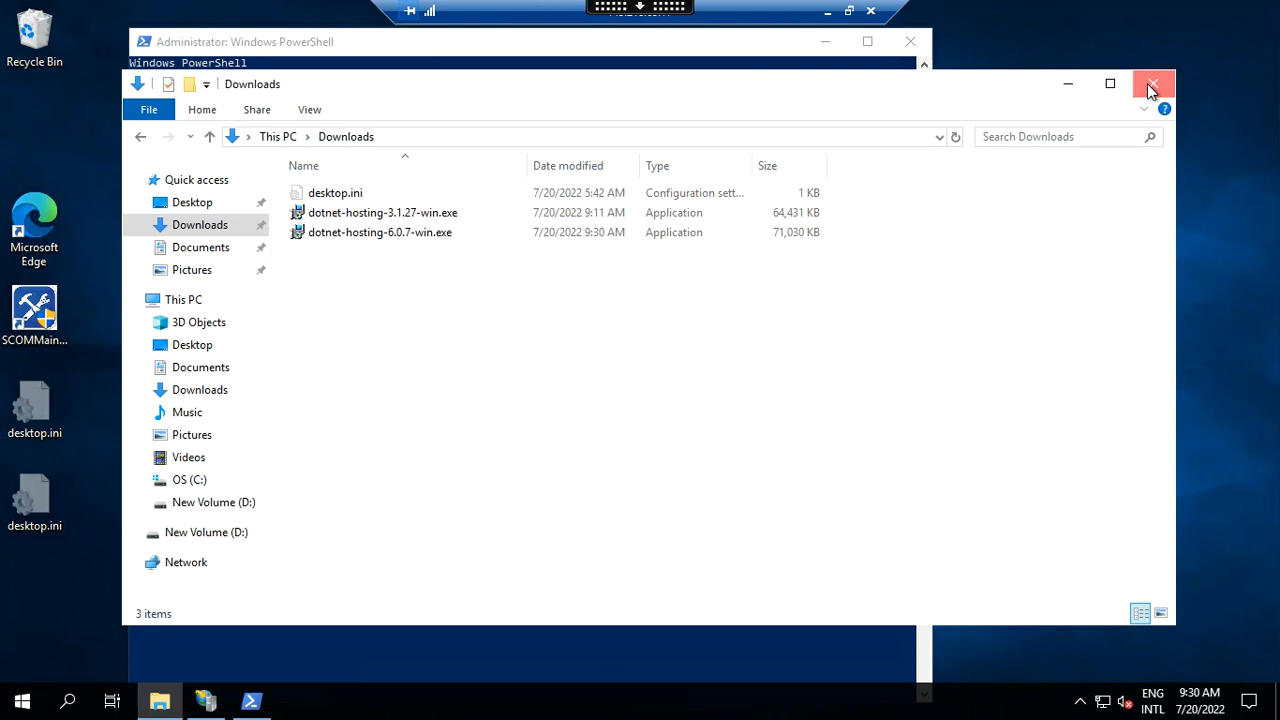 Recycle Bin
Microsoft
Edge
SCOMMain...
desktop.ini
desktop.ini
Administrator: Windows PowerShell
Windows PowerShell
Downloads
File Home Share View
This PC > Downloads
Search Downloads
Name Date modified Type Size
desktop.ini 7/20/2022 5:42 AM Configuration sett... 1 KB
dotnet-hosting-3.1.27-win.exe 7/20/2022 9:11 AM Application 64,431 KB
dotnet-hosting-6.0.7-win.exe 7/20/2022 9:30 AM Application 71,030 KB
Quick access
Desktop
Downloads
Documents
Pictures
This PC
3D Objects
Desktop
Documents
Downloads
Music
Pictures
Videos
OS (C:)
New Volume (D:)
New Volume (D:)
Network
3 items
ENG
INTL
9:30 AM
7/20/2022